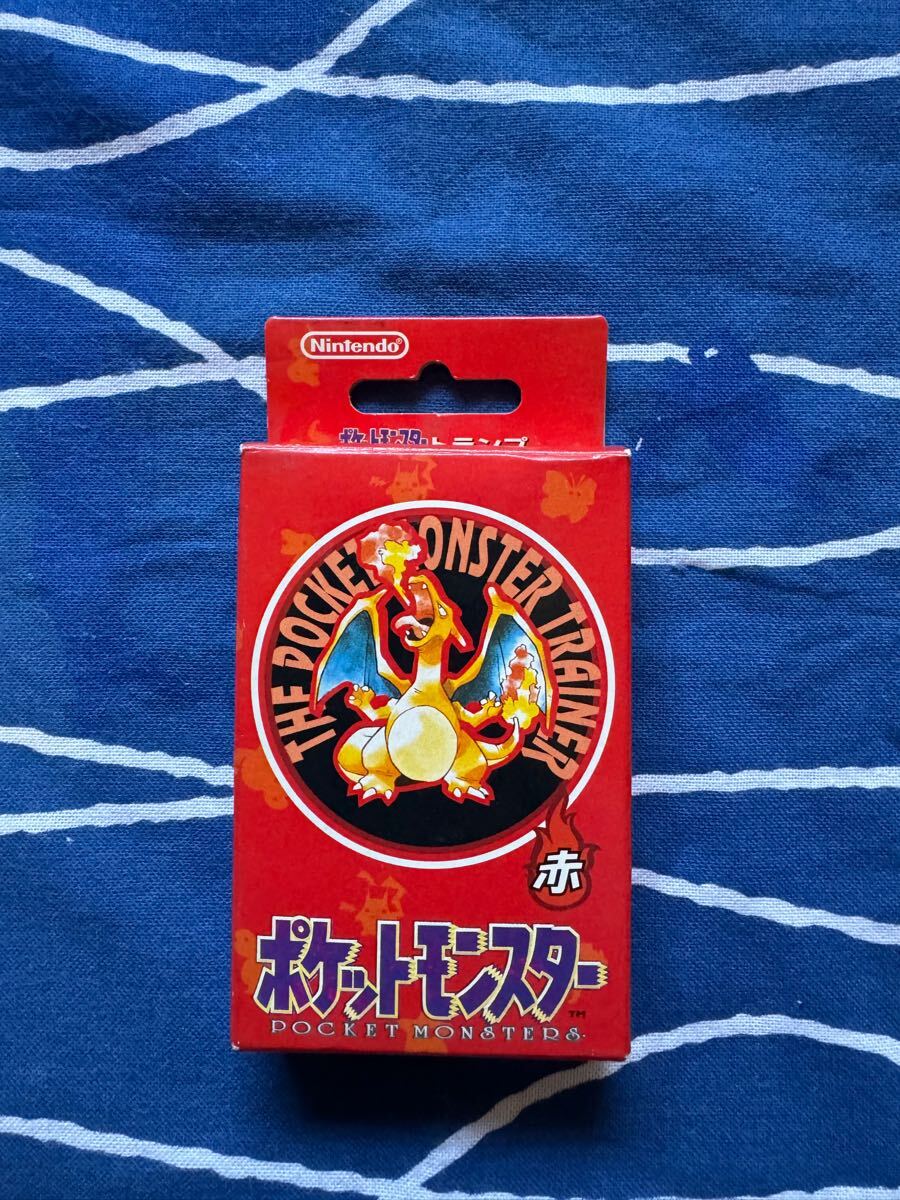 Nintendo®
ポケットモンスタートランプ
THE POCKET MONSTER TRAINER
赤
ポケットモンスター
TM
POCKET MONSTERS